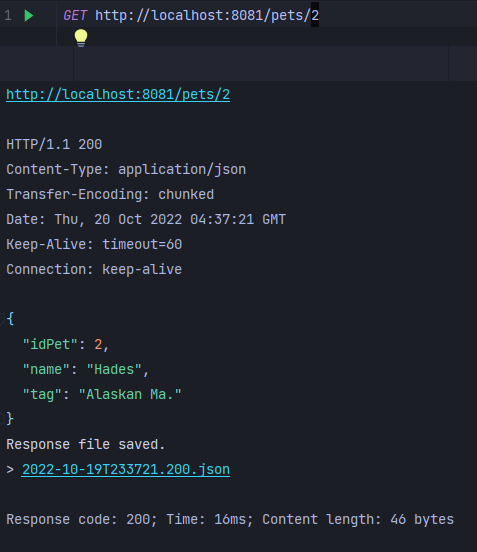 1 GET http://localhost:8081/pets/2
http://localhost:8081/pets/2
HTTP/1.1 200
Content-Type: application/json
Transfer-Encoding: chunked
Date: Thu, 20 Oct 2022 04:37:21 GMT
Keep-Alive: timeout=60
Connection: keep-alive
{
"idPet": 2,
"name": "Hades",
"tag": "Alaskan Ma."
}
Response file saved.
> 2022-10-19T233721.200.json
Response code: 200; Time: 16ms; Content length: 46 bytes